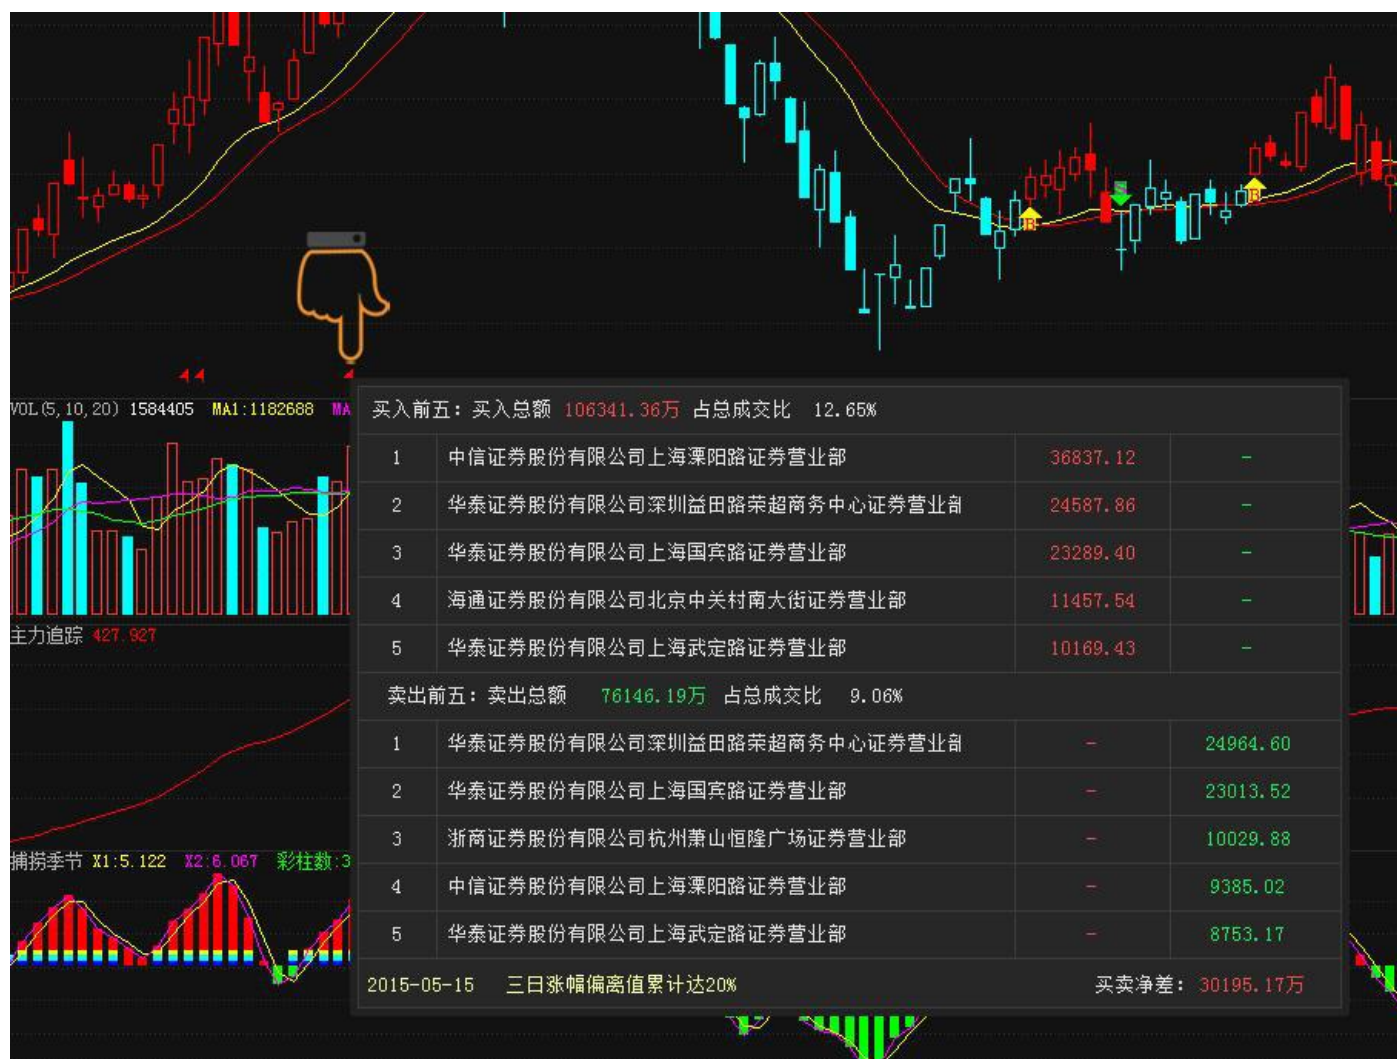 S
B
B
VOL(5,10,20) 1584405 MA1:1182688 MA
主力追踪 427.927
捕捞季节 X1:5.122 X2:6.067 彩柱数:3
买入前五: 买入总额 106341.36万 占总成交比 12.65%
1 中信证券股份有限公司上海溧阳路证券营业部 36837.12 -
2 华泰证券股份有限公司深圳益田路荣超商务中心证券营业部 24587.86 -
3 华泰证券股份有限公司上海国宾路证券营业部 23289.40 -
4 海通证券股份有限公司北京中关村南大街证券营业部 11457.54 -
5 华泰证券股份有限公司上海武定路证券营业部 10169.43 -
卖出前五: 卖出总额 76146.19万 占总成交比 9.06%
1 华泰证券股份有限公司深圳益田路荣超商务中心证券营业部 - 24964.60
2 华泰证券股份有限公司上海国宾路证券营业部 - 23013.52
3 浙商证券股份有限公司杭州萧山恒隆广场证券营业部 - 10029.88
4 中信证券股份有限公司上海溧阳路证券营业部 - 9385.02
5 华泰证券股份有限公司上海武定路证券营业部 - 8753.17
2015-05-15 三日涨幅偏离值累计达20% 买卖净差: 30195.17万